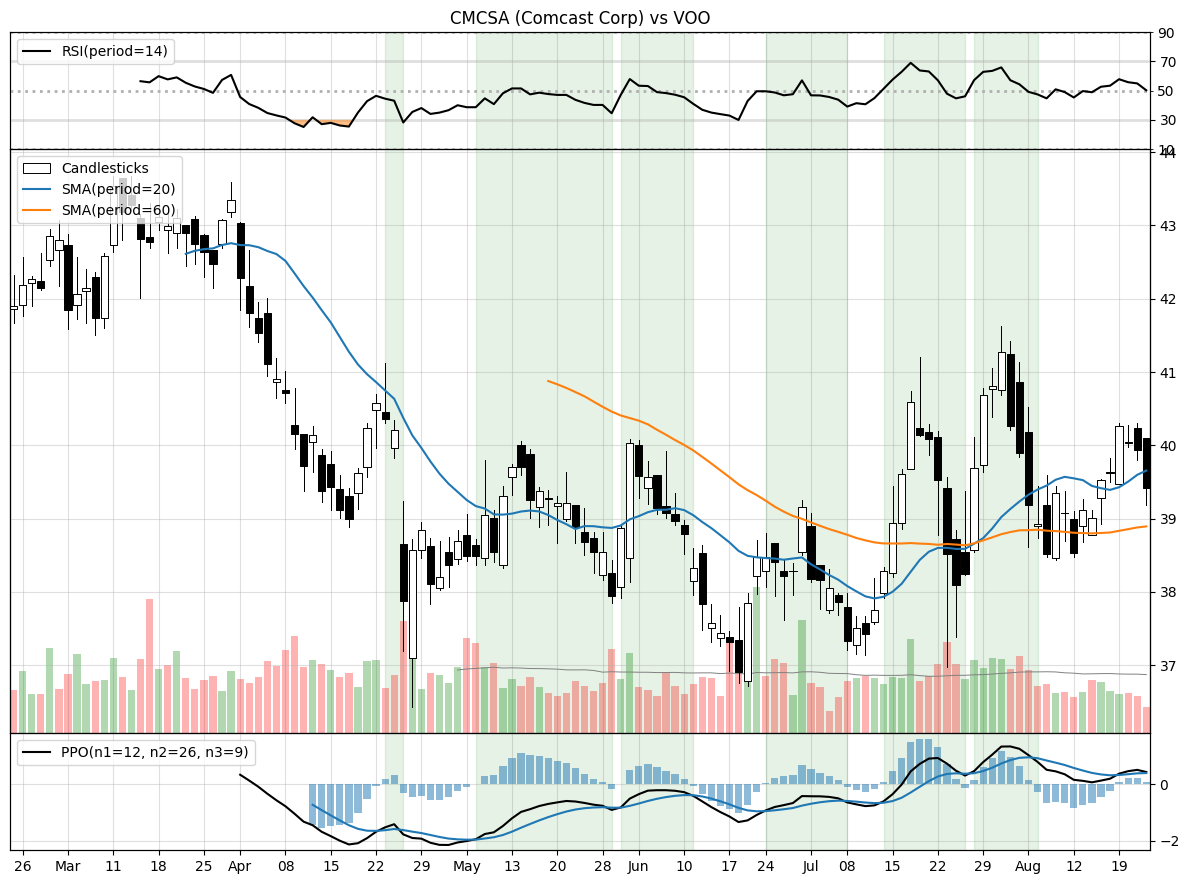 CMCSA (Comcast Corp) vs VOO
RSI(period=14)
90
70
50
30
10
Candlesticks
SMA(period=20)
SMA(period=60)
44
43
42
41
40
39
38
37
PPO(n1=12, n2=26, n3=9)
0
−2
26 Mar 11 18 25 Apr 08 15 22 29 May 13 20 28 Jun 10 17 24 Jul 08 15 22 29 Aug 12 19